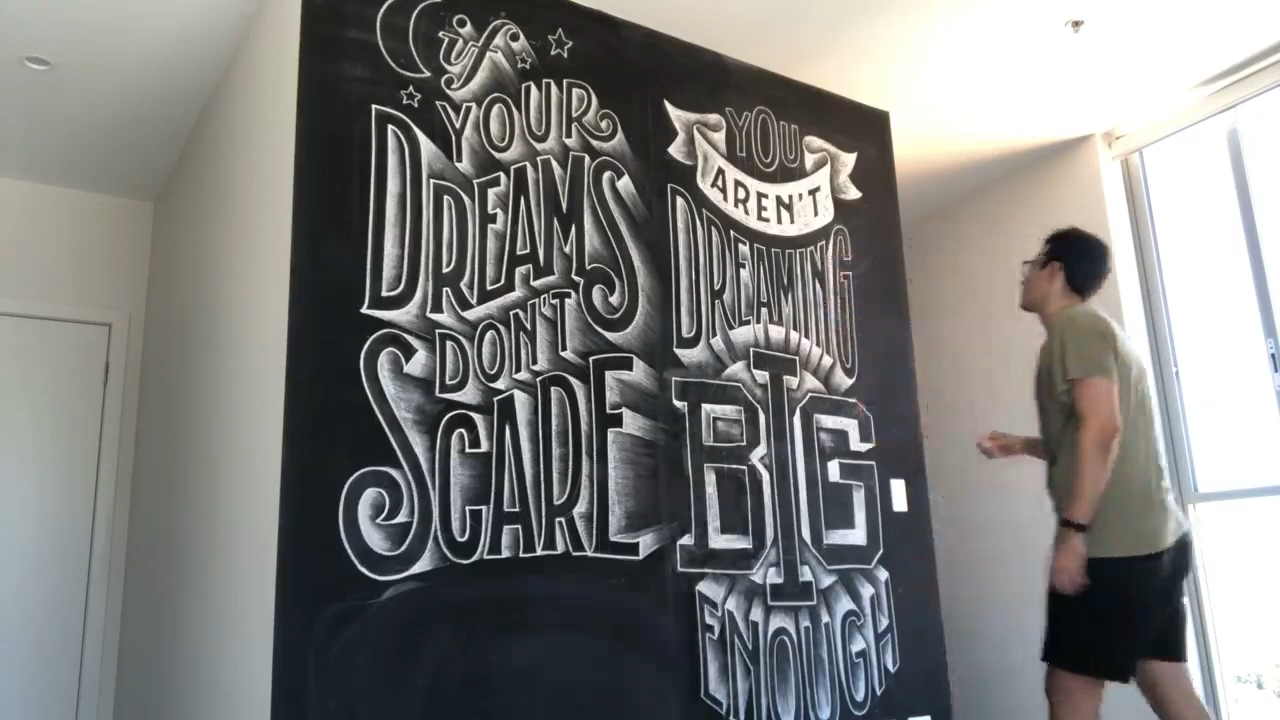 if
YOUR
DREAMS
DON'T
SCARE
YOU
AREN'T
DREAMING
BIG
ENOUGH